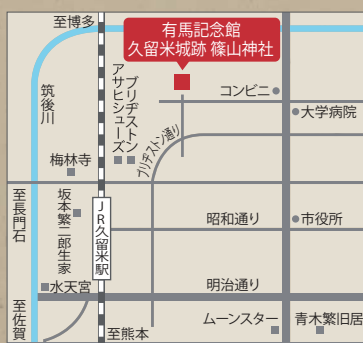 至博多
有馬記念館
久留米城跡 篠山神社
筑後川
アサヒシューズ
ブリヂストン
コンビニ
大学病院
ブリヂストン通り
梅林寺
至長門石
坂本繁二郎生家
JR久留米駅
昭和通り
市役所
水天宮
明治通り
至佐賀
至熊本
ムーンスター
青木繁旧居